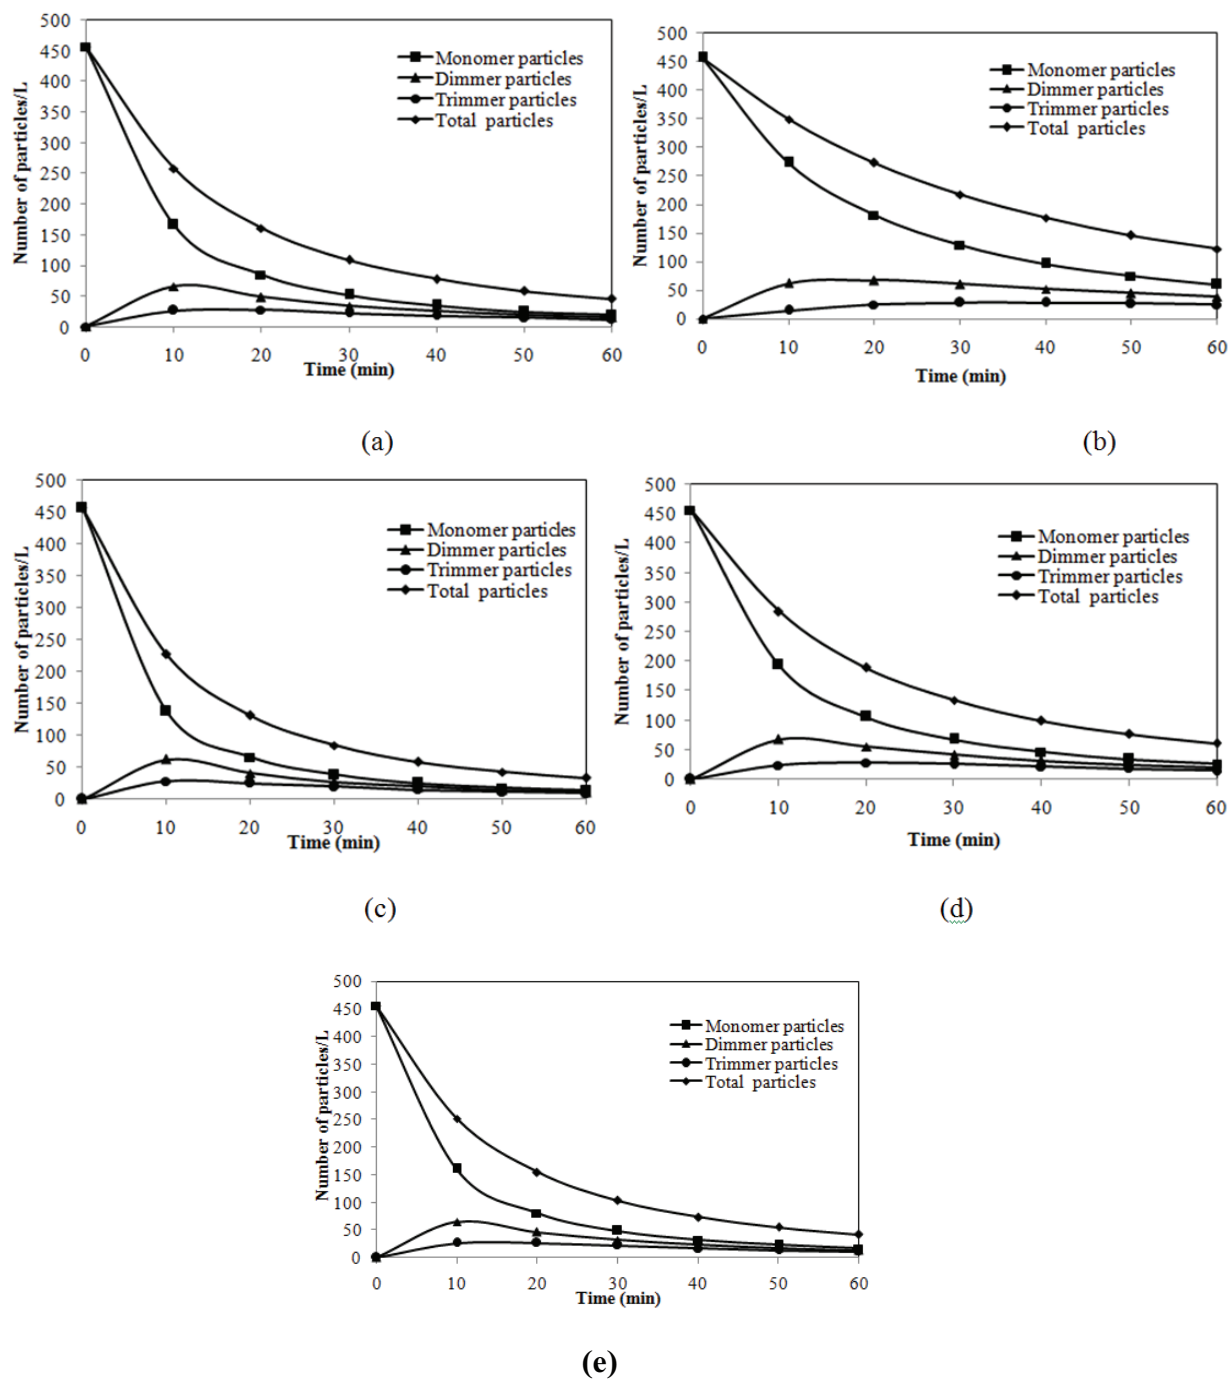 500
450
400
350
300
250
200
150
100
50
0
Number of particles/L
Monomer particles
Dimmer particles
Trimmer particles
Total particles
0 10 20 30 40 50 60
Time (min)
(a)
500
450
400
350
300
250
200
150
100
50
0
Number of particles/L
Monomer particles
Dimmer particles
Trimmer particles
Total particles
0 10 20 30 40 50 60
Time (min)
(b)
500
450
400
350
300
250
200
150
100
50
0
Number of particles/L
Monomer particles
Dimmer particles
Trimmer particles
Total particles
0 10 20 30 40 50 60
Time (min)
(c)
500
450
400
350
300
250
200
150
100
50
0
Number of particles/L
Monomer particles
Dimmer particles
Trimmer particles
Total particles
0 10 20 30 40 50 60
Time (min)
(d)
500
450
400
350
300
250
200
150
100
50
0
Number of particles/L
Monomer particles
Dimmer particles
Trimmer particles
Total particles
0 10 20 30 40 50 60
Time (min)
(e)